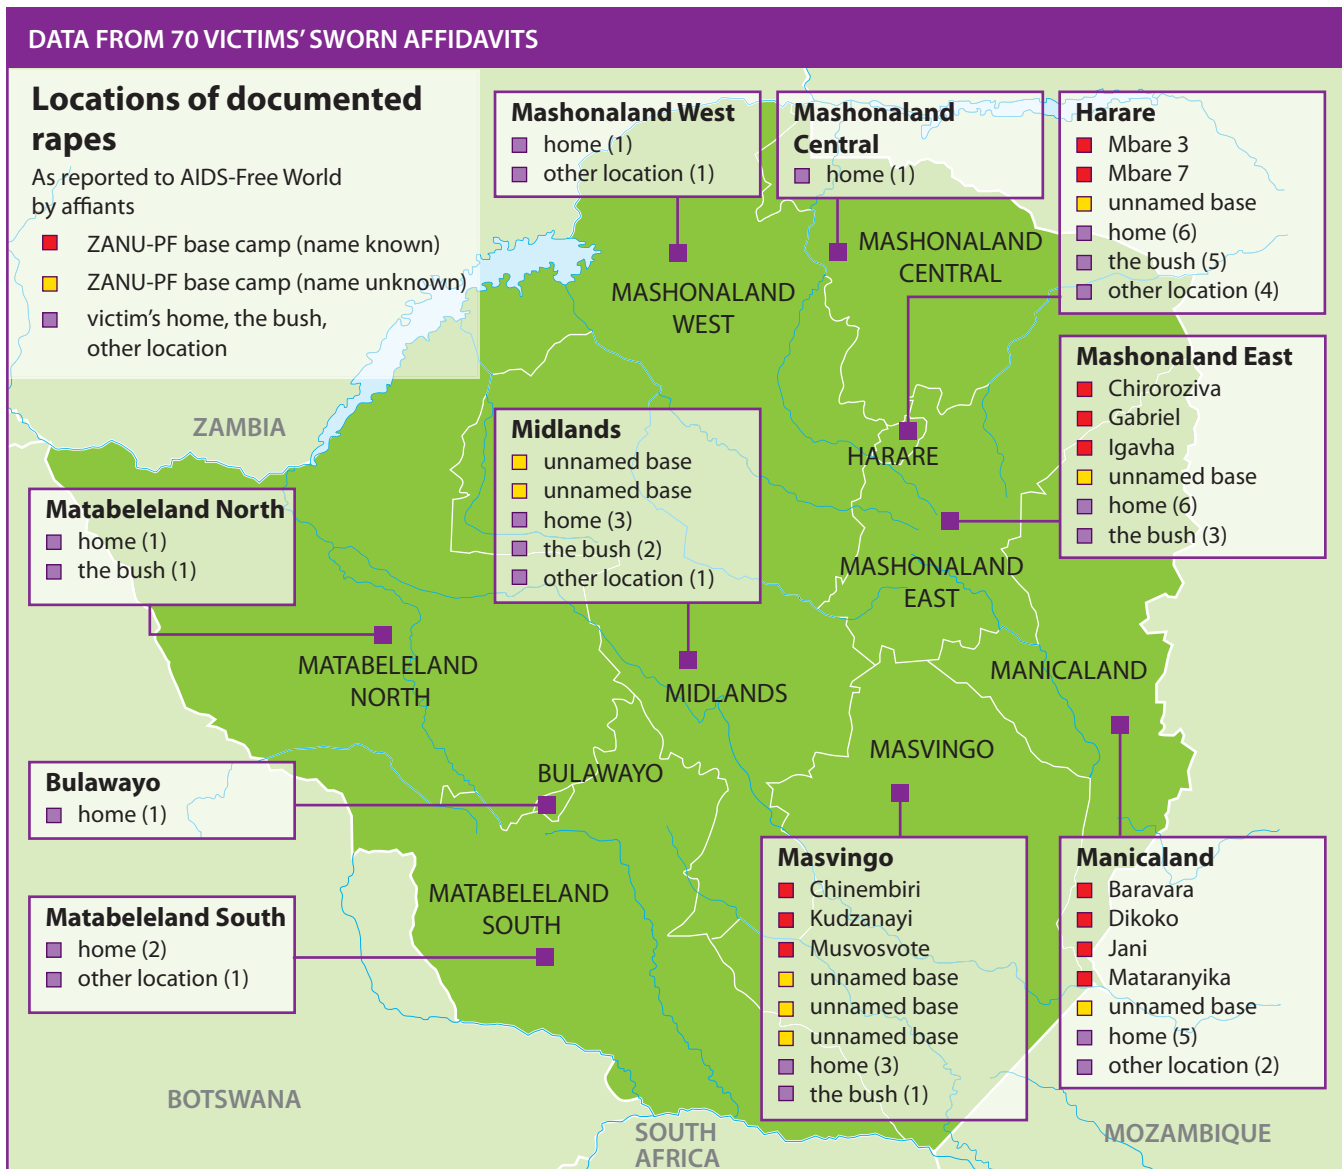 DATA FROM 70 VICTIMS’ SWORN AFFIDAVITS
Locations of documented
rapes
As reported to AIDS-Free World
by affiants
ZANU-PF base camp (name known)
ZANU-PF base camp (name unknown)
victim’s home, the bush,
other location
Mashonaland West
home (1)
other location (1)
Mashonaland
Central
home (1)
Harare
Mbare 3
Mbare 7
unnamed base
home (6)
the bush (5)
other location (4)
Mashonaland East
Chiroroziva
Gabriel
Igavha
unnamed base
home (6)
the bush (3)
Midlands
unnamed base
unnamed base
home (3)
the bush (2)
other location (1)
Matabeleland North
home (1)
the bush (1)
Bulawayo
home (1)
Matabeleland South
home (2)
other location (1)
Masvingo
Chinembiri
Kudzanayi
Musvosvote
unnamed base
unnamed base
unnamed base
home (3)
the bush (1)
Manicaland
Baravara
Dikoko
Jani
Mataranyika
unnamed base
home (5)
other location (2)
MASHONALAND
WEST
MASHONALAND
CENTRAL
HARARE
MASHONALAND
EAST
MANICALAND
MIDLANDS
MASVINGO
MATABELELAND
NORTH
BULAWAYO
MATABELELAND
SOUTH
ZAMBIA
BOTSWANA
SOUTH
AFRICA
MOZAMBIQUE